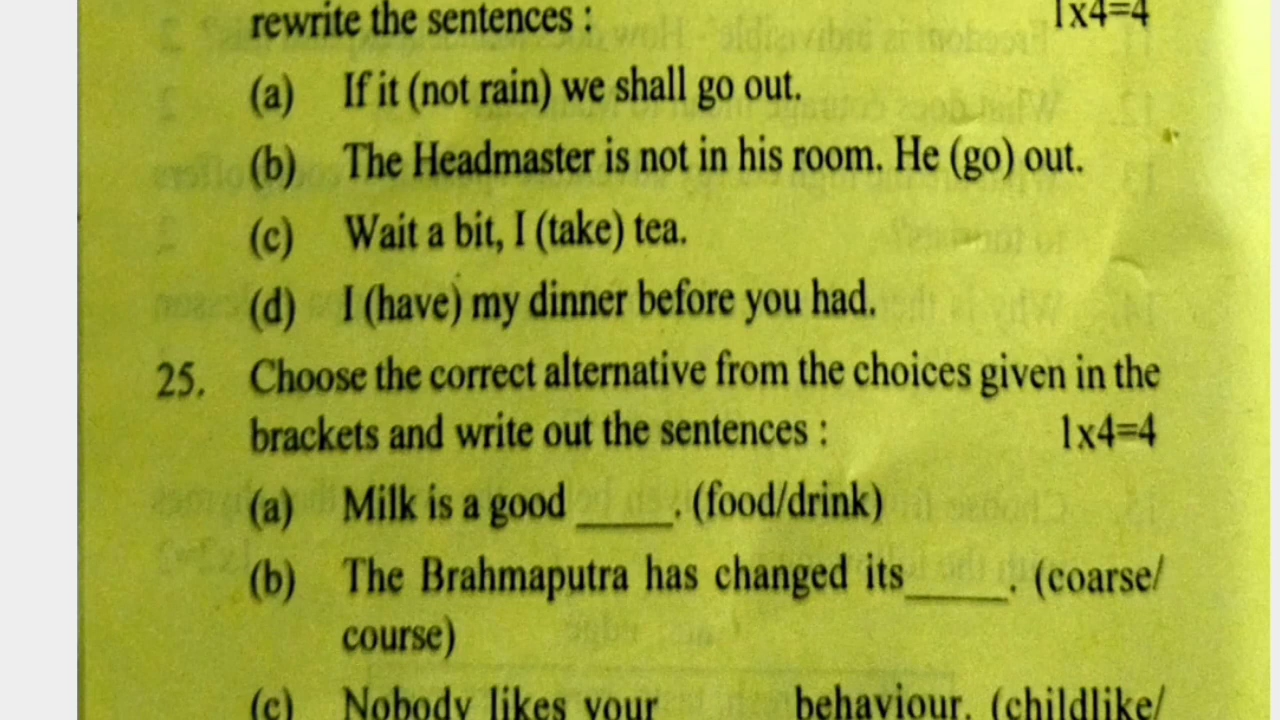 rewrite the sentences : 1x4=4
(a) If it (not rain) we shall go out.
(b) The Headmaster is not in his room. He (go) out.
(c) Wait a bit, I (take) tea.
(d) I (have) my dinner before you had.
25. Choose the correct alternative from the choices given in the
brackets and write out the sentences : 1x4=4
(a) Milk is a good _____. (food/drink)
(b) The Brahmaputra has changed its_____. (coarse/
course)
(c) Nobody likes your behaviour. (childlike/